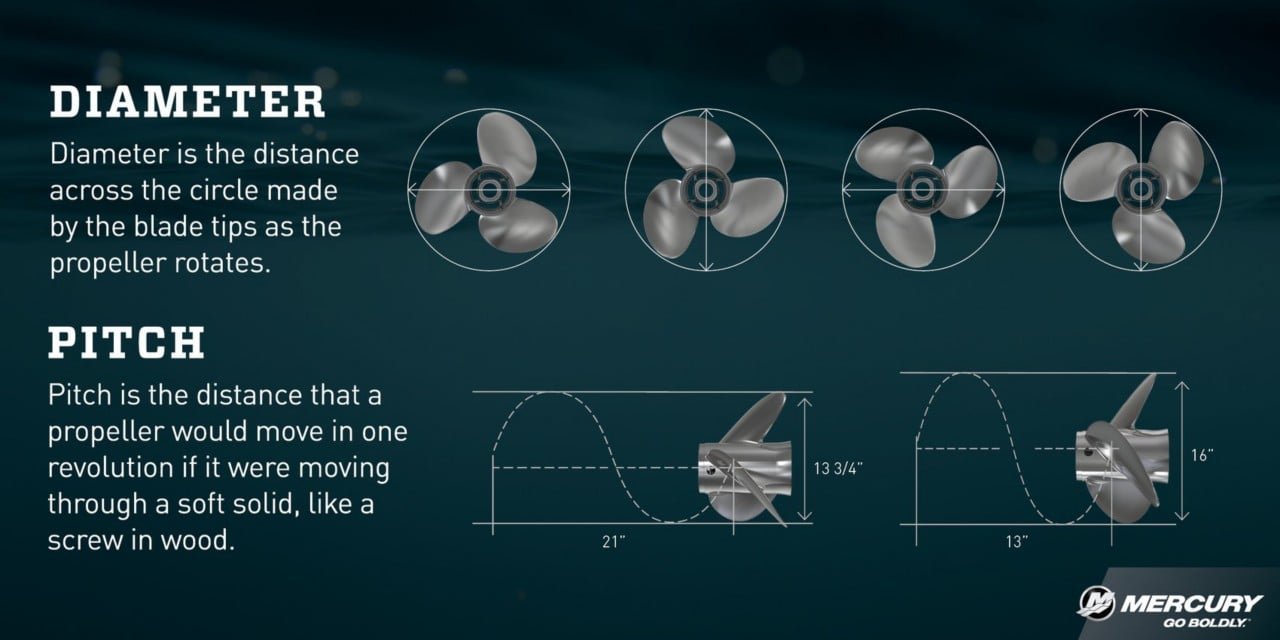 DIAMETER
Diameter is the distance
across the circle made
by the blade tips as the
propeller rotates.
PITCH
Pitch is the distance that a
propeller would move in one
revolution if it were moving
through a soft solid, like a
screw in wood.
13 3/4"
21"
16"
13"
MERCURY
GO BOLDLY.